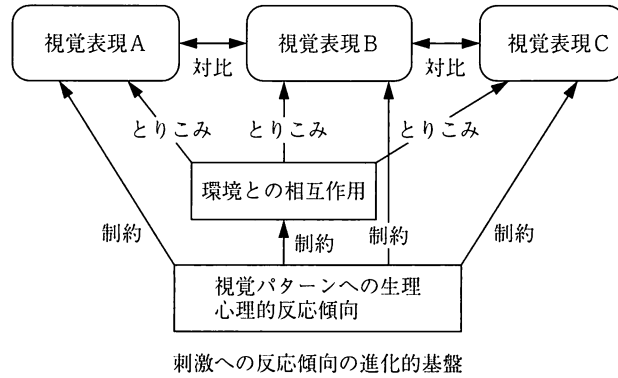 視覚表現A
視覚表現B
視覚表現C
対比
対比
とりこみ
とりこみ
とりこみ
環境との相互作用
制約
制約
制約
制約
視覚パターンへの生理
心理的反応傾向
刺激への反応傾向の進化的基盤